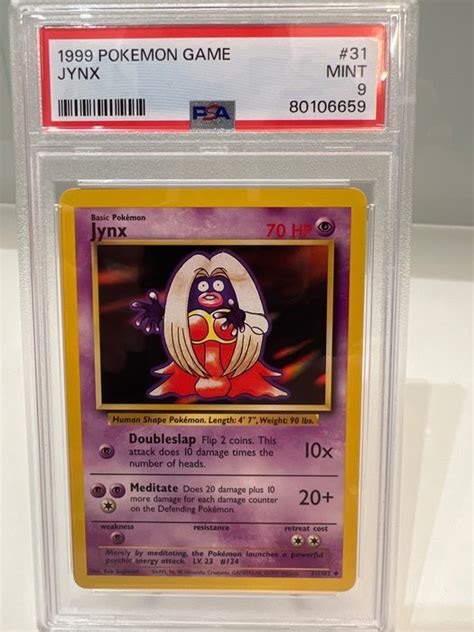 1999 POKEMON GAME #31
JYNX MINT
9
PSA 80106659
Basic Pokémon
Jynx 70 HP
Human Shape Pokémon. Length: 4' 7", Weight: 90 lbs.
Doubleslap Flip 2 coins. This
attack does 10 damage times the
number of heads.
10x
Meditate Does 20 damage plus 10
more damage for each damage counter
on the Defending Pokémon.
20+
weakness resistance retreat cost
Merely by meditating, the Pokémon launches a powerful
psychic energy attack. LV. 23 #124